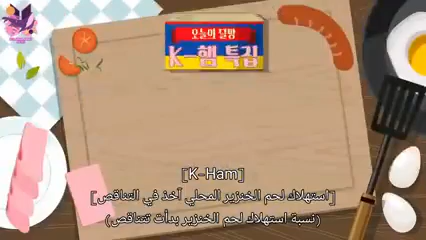 오늘의 달방
K-햄 특집
[K-Ham]
[استهلاك لحم الخنزير المحلي آخذ في التناقص]
(نسبة استهلاك لحم الخنزير بدأت تتناقص)